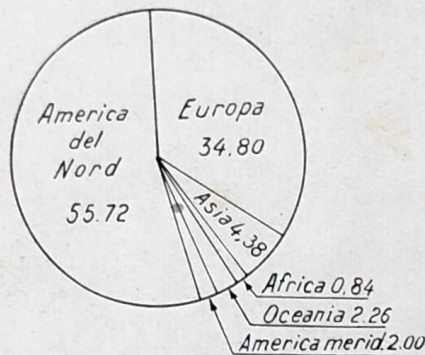 America
del
Nord
55.72
Europa
34.80
Asia 4,38
Africa 0,84
Oceania 2.26
America merid. 2.00